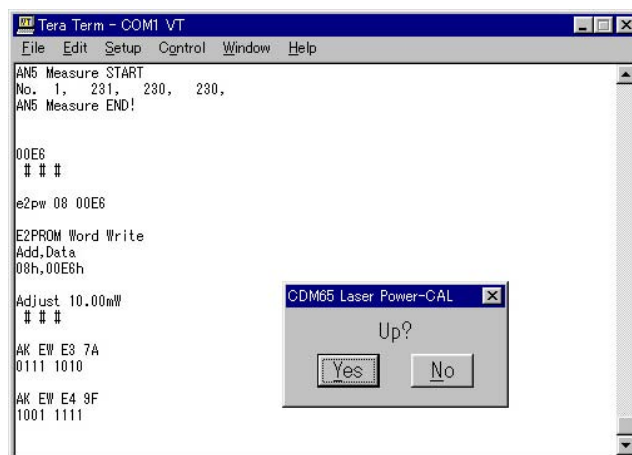 Tera Term - COM1 VT
File Edit Setup Control Window Help
AN5 Measure START
No. 1, 231, 230, 230,
AN5 Measure END!
00E6
# # #
e2pw 08 00E6
E2PROM Word Write
Add,Data
08h,00E6h
Adjust 10.00mW
# # #
AK EW E3 7A
0111 1010
AK EW E4 9F
1001 1111
CDM65 Laser Power-CAL
Up?
Yes No